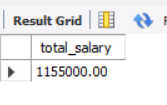 Result Grid
total_salary
1155000.00